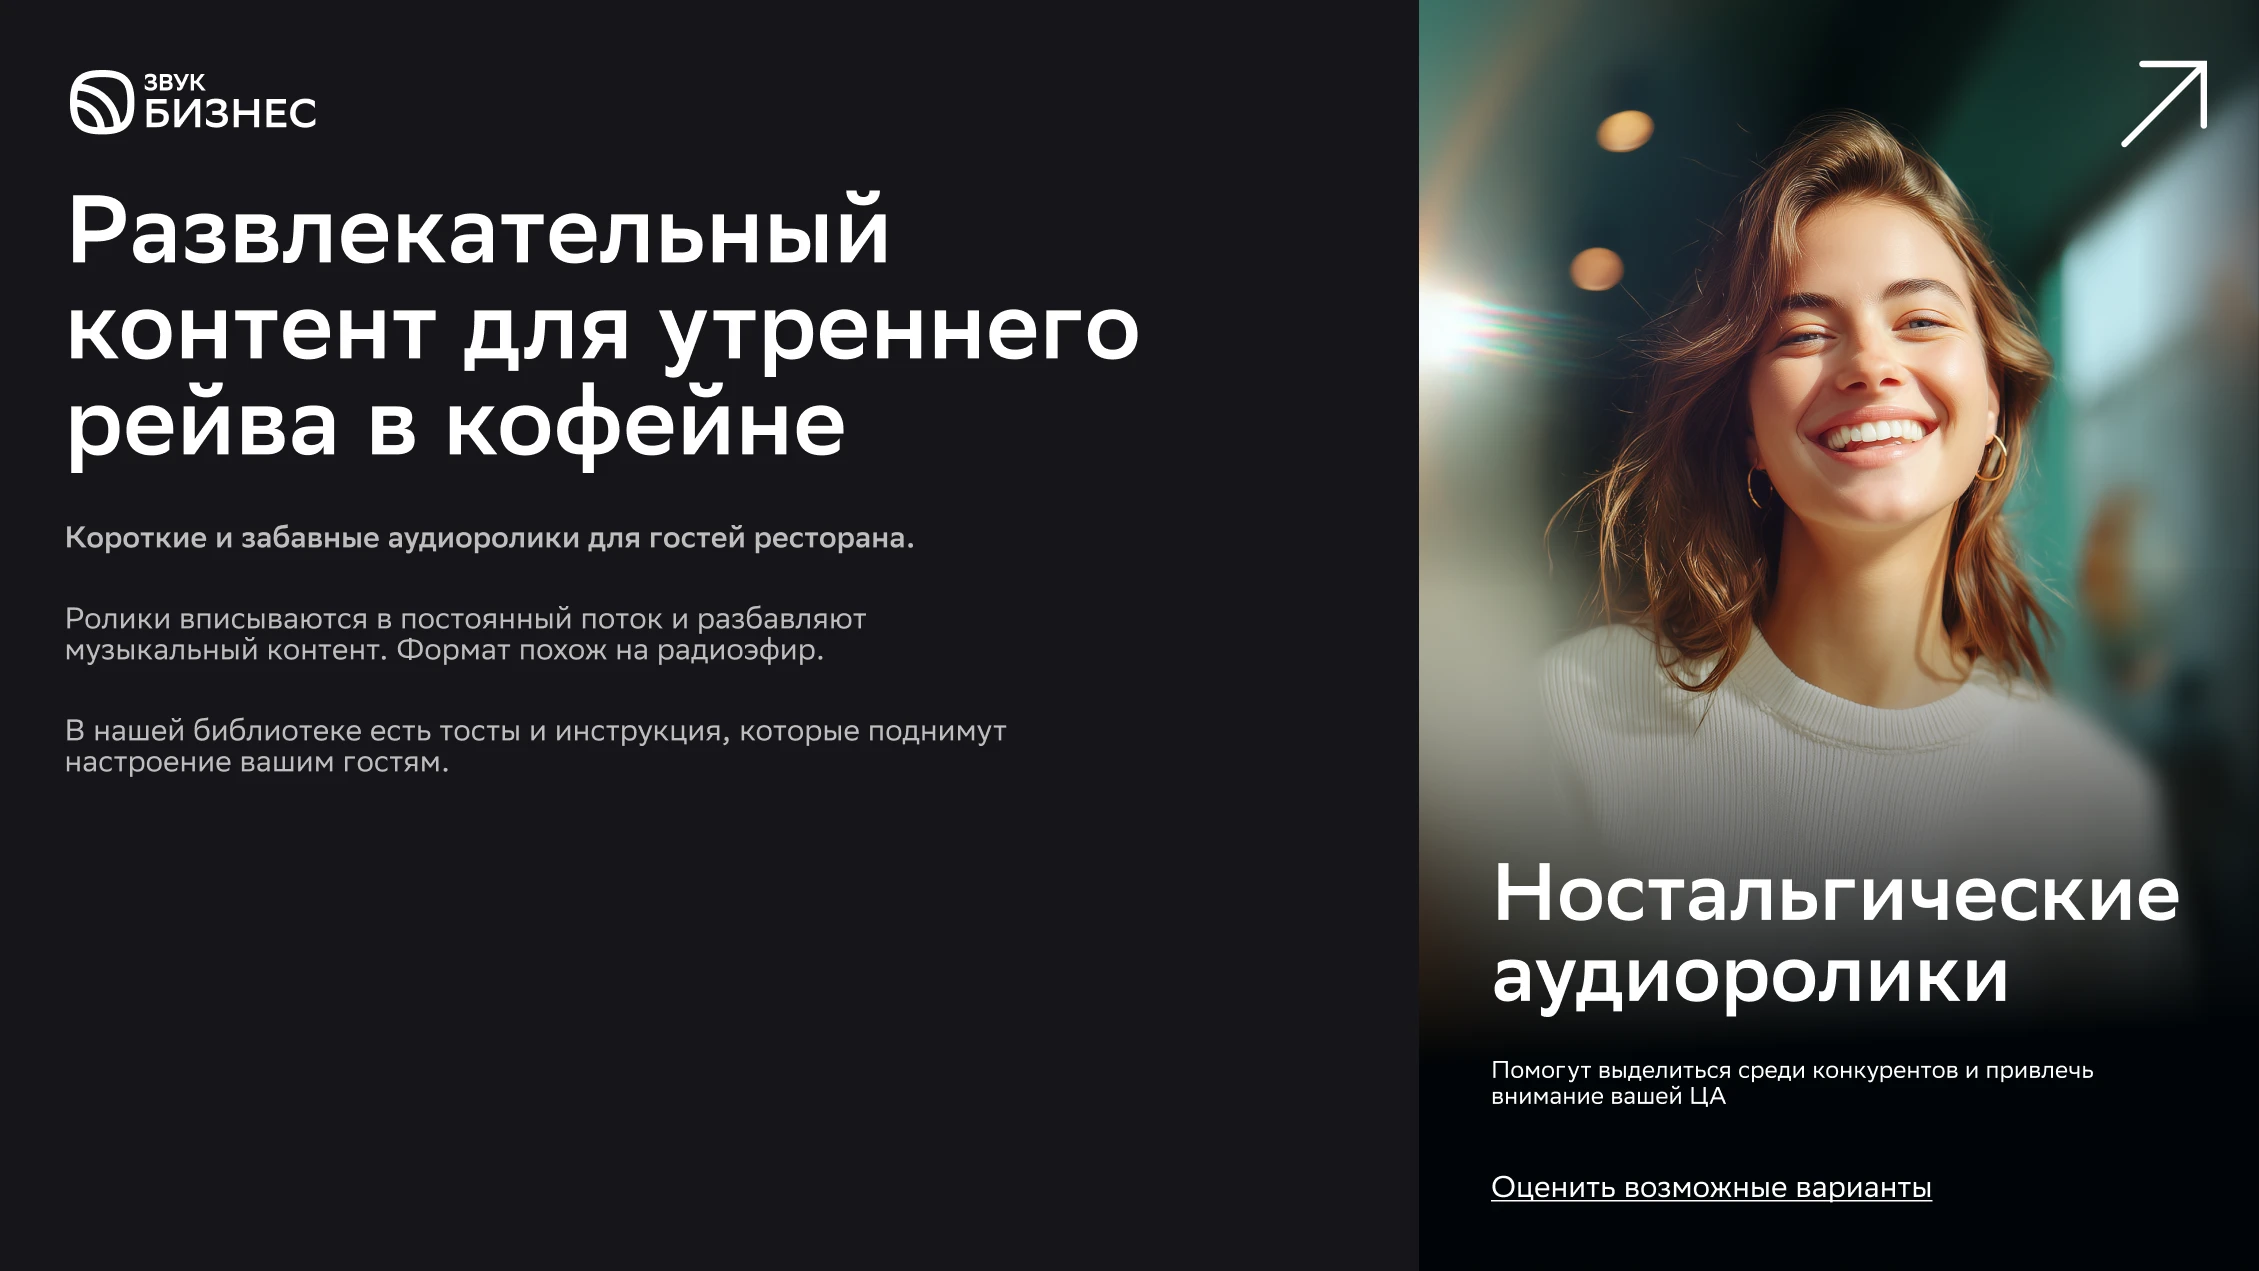 ЗВУК
БИЗНЕС
Развлекательный
контент для утреннего
рейва в кофейне
Короткие и забавные аудиоролики для гостей ресторана.
Ролики вписываются в постоянный поток и разбавляют
музыкальный контент. Формат похож на радиоэфир.
В нашей библиотеке есть тосты и инструкция, которые поднимут
настроение вашим гостям.
Ностальгические
аудиоролики
Помогут выделиться среди конкурентов и привлечь
внимание вашей ЦА
Оценить возможные варианты